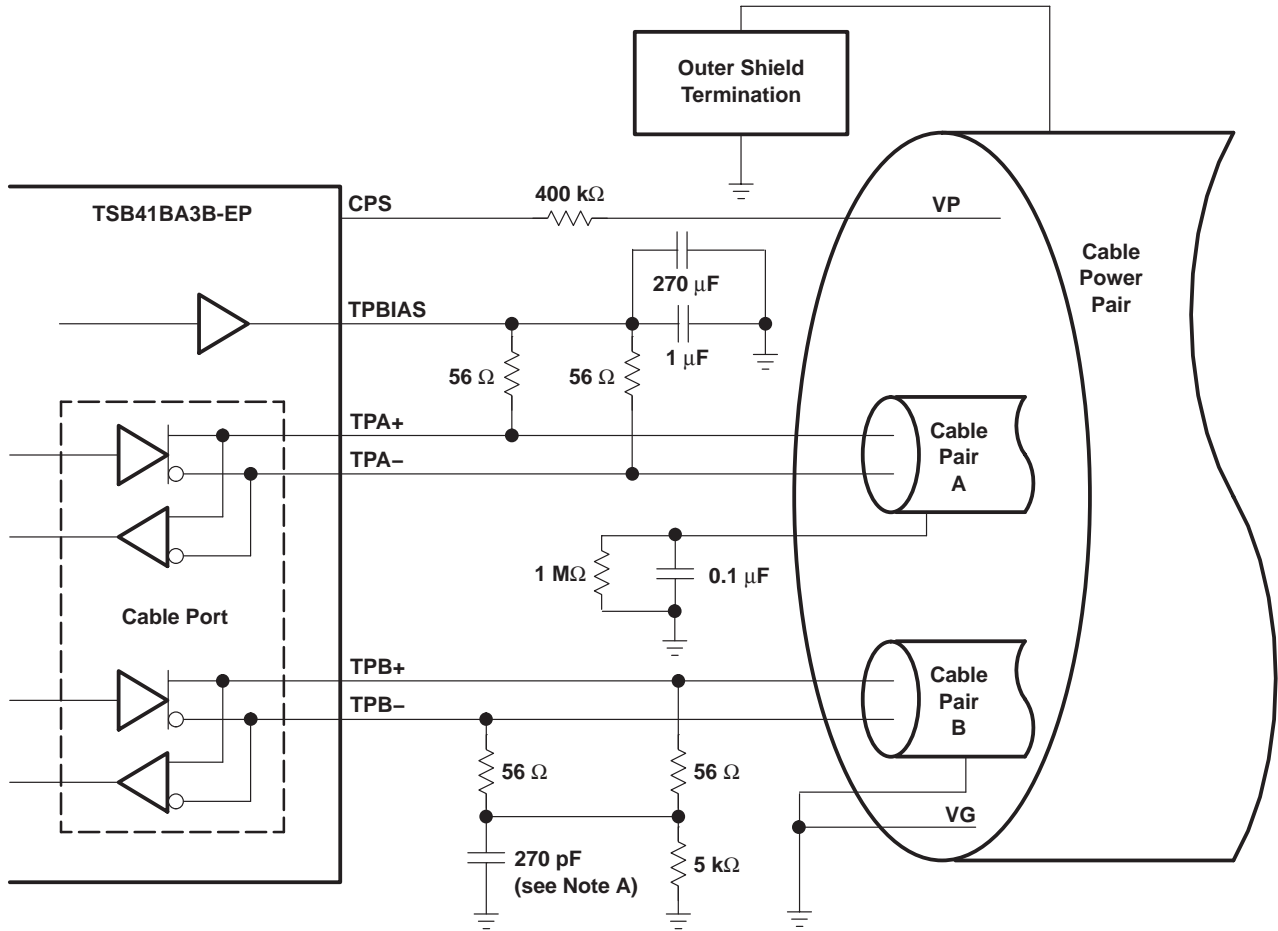 Outer Shield
Termination
TSB41BA3B-EP
CPS
400 kΩ
VP
Cable
Power
Pair
270 μF
TPBIAS
1 μF
56 Ω
56 Ω
TPA+
Cable
Pair
A
TPA−
1 MΩ
0.1 μF
Cable Port
TPB+
Cable
Pair
B
TPB−
56 Ω
56 Ω
VG
270 pF
(see Note A)
5 kΩ